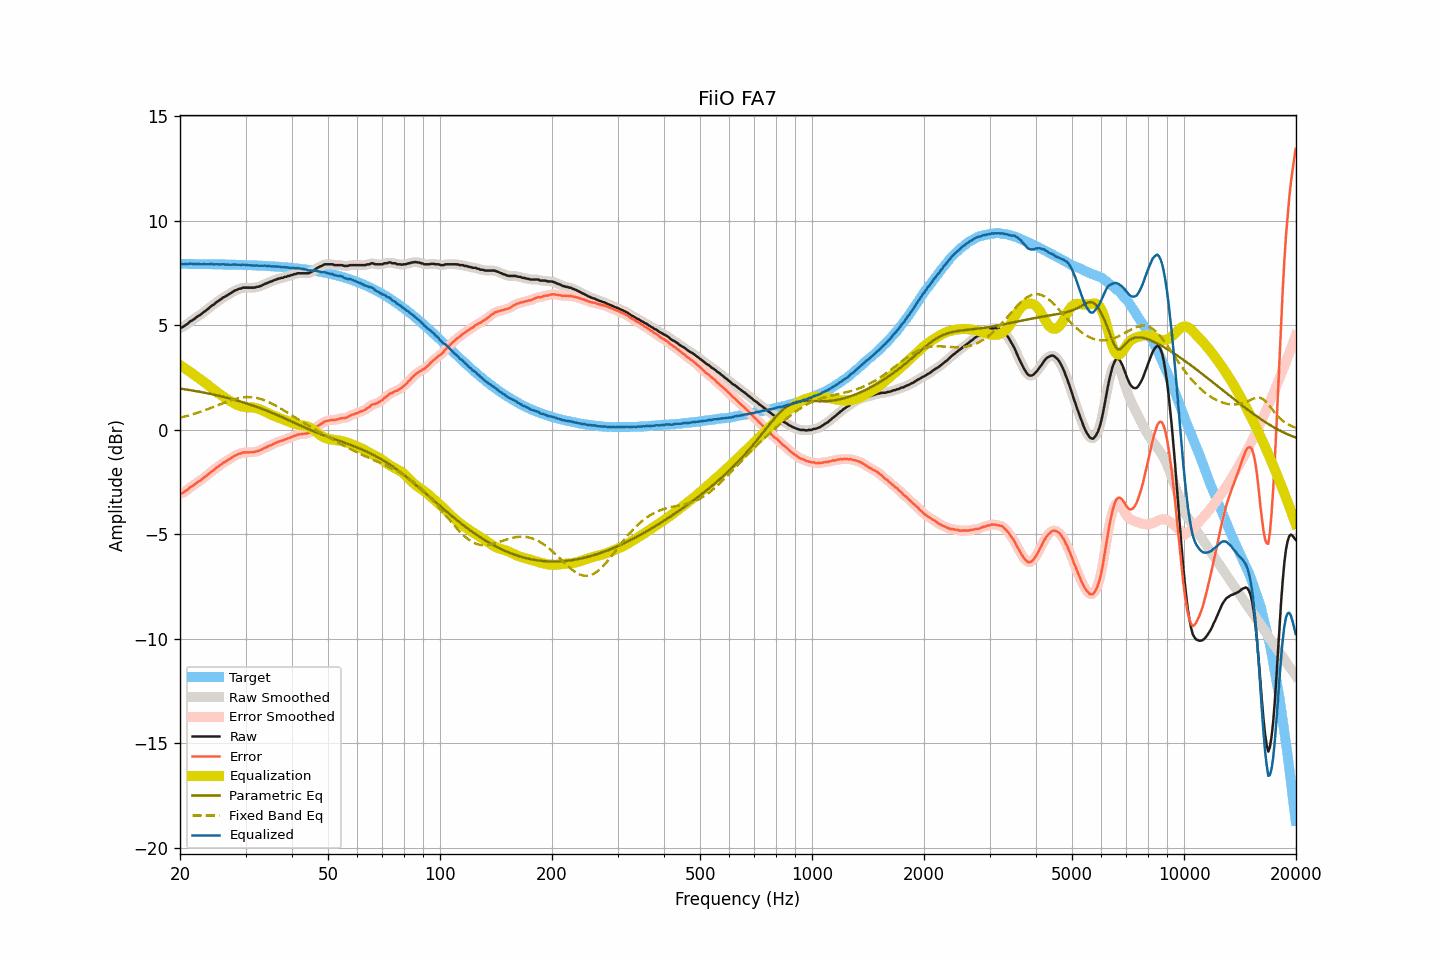 FiiO FA7
Amplitude (dBr)
15
10
5
0
−5
−10
−15
−20
Target
Raw Smoothed
Error Smoothed
Raw
Error
Equalization
Parametric Eq
Fixed Band Eq
Equalized
20 50 100 200 500 1000 2000 5000 10000 20000
Frequency (Hz)